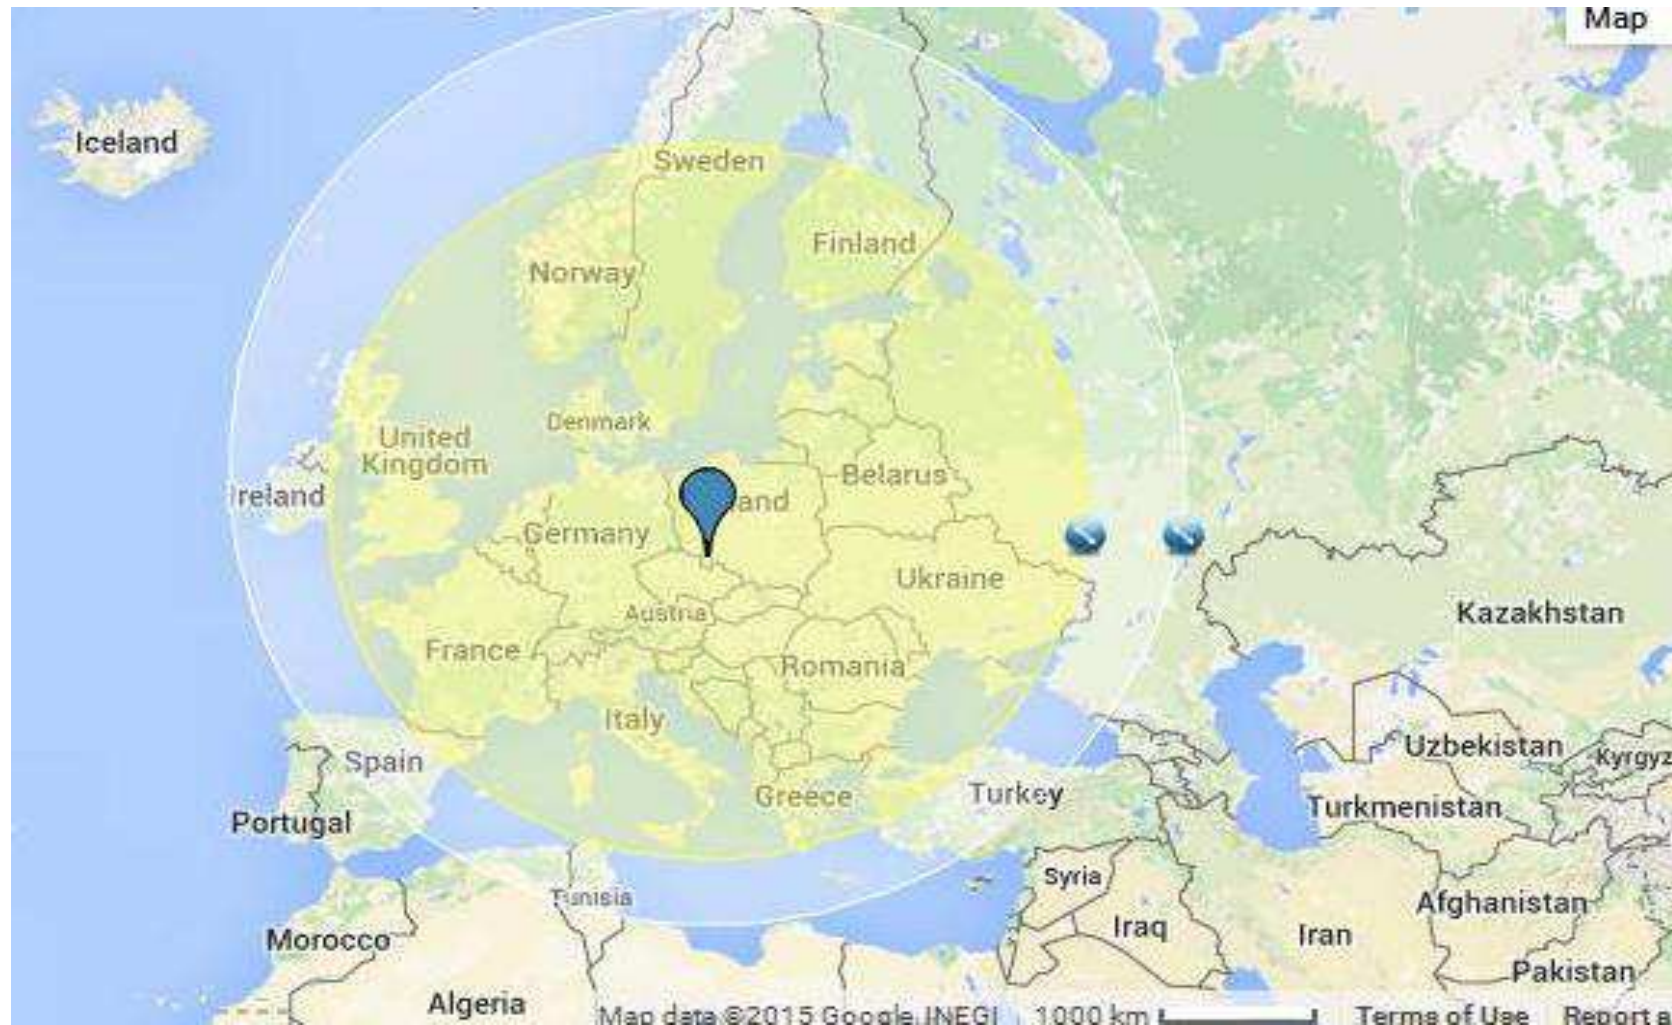 Map
Iceland
Sweden
Finland
Norway
Denmark
United
Kingdom
Belarus
Ireland
land
Germany
Ukraine
Austria
Kazakhstan
France
Romania
Italy
Uzbekistan
Kyrgyz
Spain
Greece
Turkey
Turkmenistan
Portugal
Syria
Tunisia
Afghanistan
Iraq
Iran
Morocco
Pakistan
Algeria
Map data ©2015 Google, INEGI 1000 km Terms of Use Report a